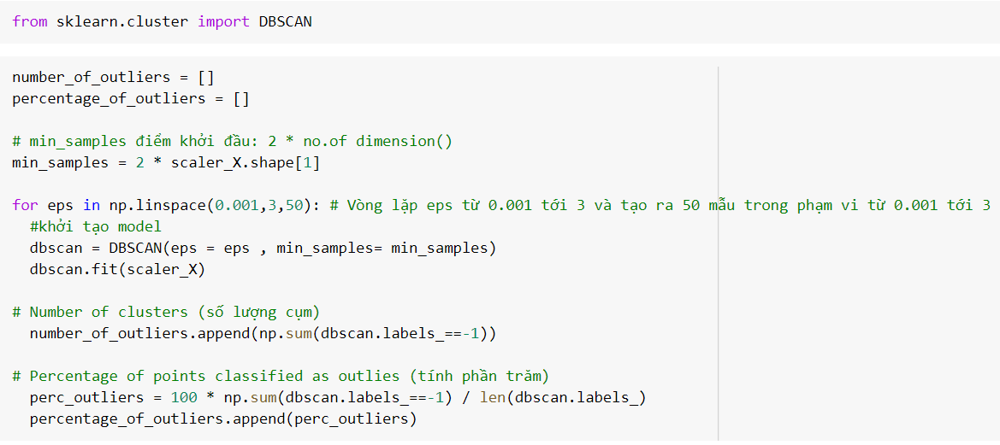 from sklearn.cluster import DBSCAN
number_of_outliers = []
percentage_of_outliers = []
# min_samples điểm khởi đầu: 2 * no.of dimension()
min_samples = 2 * scaler_X.shape[1]
for eps in np.linspace(0.001,3,50): # Vòng lặp eps từ 0.001 tới 3 và tạo ra 50 mẫu trong phạm vi từ 0.001 tới 3
#khởi tạo model
dbscan = DBSCAN(eps = eps , min_samples= min_samples)
dbscan.fit(scaler_X)
# Number of clusters (số lượng cụm)
number_of_outliers.append(np.sum(dbscan.labels_==-1))
# Percentage of points classified as outlies (tính phần trăm)
perc_outliers = 100 * np.sum(dbscan.labels_==-1) / len(dbscan.labels_)
percentage_of_outliers.append(perc_outliers)